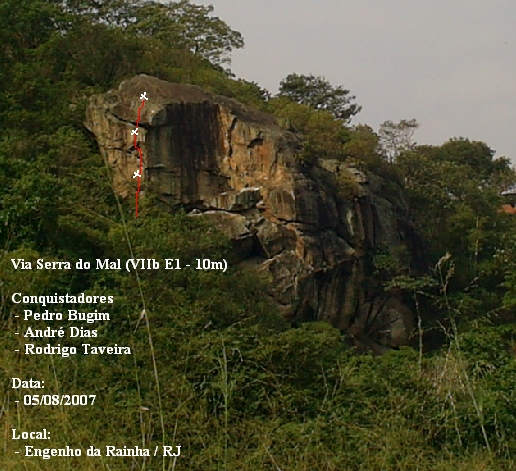 Via Serra do Mal (VIIb E1 - 10m)
Conquistadores
- Pedro Bugim
- André Dias
- Rodrigo Taveira
Data:
- 05/08/2007
Local:
- Engenho da Rainha / RJ